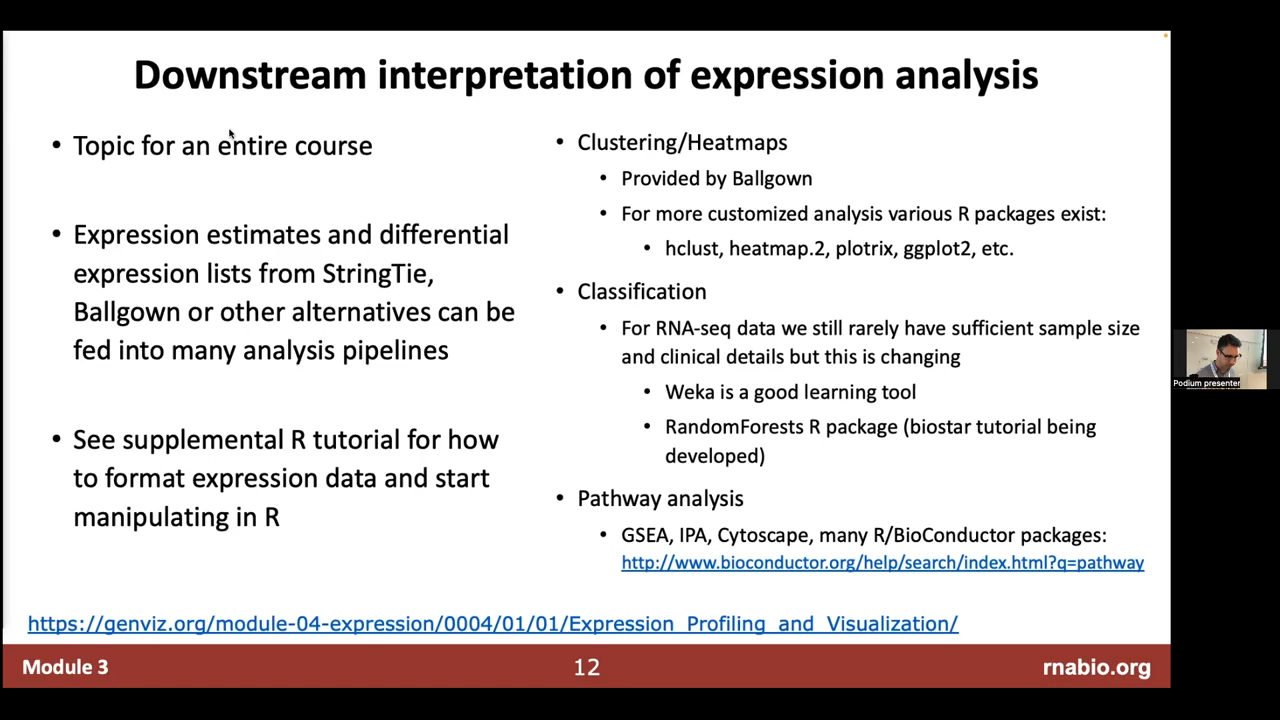 Downstream interpretation of expression analysis
• Topic for an entire course
• Expression estimates and differential
expression lists from StringTie,
Ballgown or other alternatives can be
fed into many analysis pipelines
• See supplemental R tutorial for how
to format expression data and start
manipulating in R
• Clustering/Heatmaps
• Provided by Ballgown
• For more customized analysis various R packages exist:
• hclust, heatmap.2, plotrix, ggplot2, etc.
• Classification
• For RNA-seq data we still rarely have sufficient sample size
and clinical details but this is changing
• Weka is a good learning tool
• RandomForests R package (biostar tutorial being
developed)
• Pathway analysis
• GSEA, IPA, Cytoscape, many R/BioConductor packages:
http://www.bioconductor.org/help/search/index.html?q=pathway
https://genviz.org/module-04-expression/0004/01/01/Expression_Profiling_and_Visualization/
Module 3
12
rnabio.org
Podium presenter